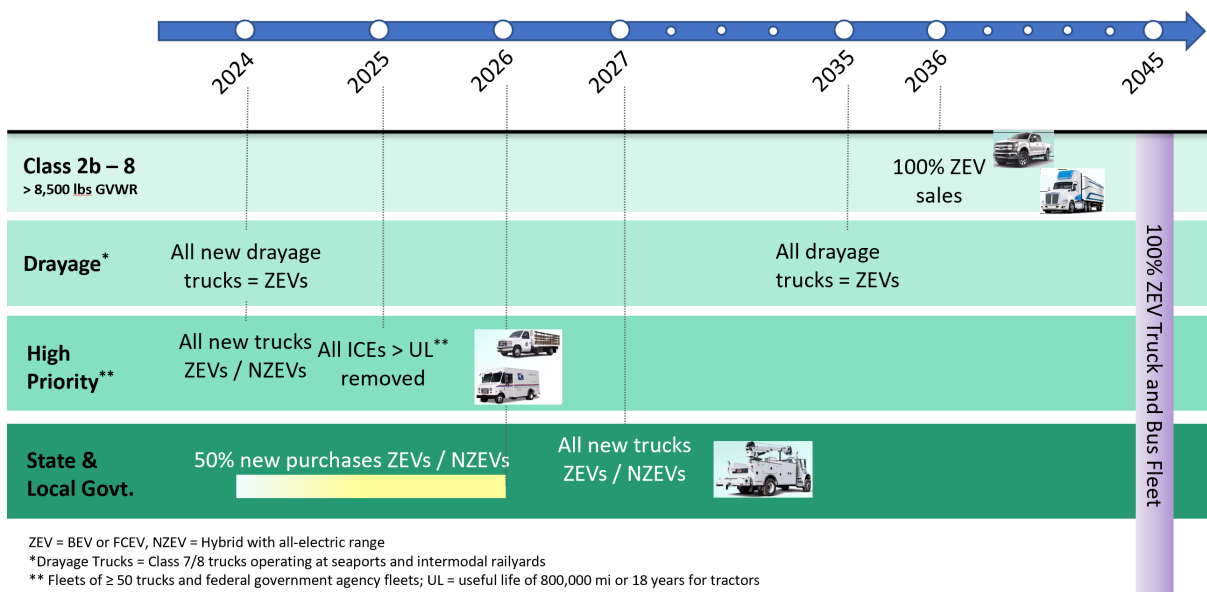 2024
2025
2026
2027
2035
2036
2045
Class 2b – 8
> 8,500 lbs GVWR
100% ZEV
sales
Drayage*
All new drayage
trucks = ZEVs
All drayage
trucks = ZEVs
High
Priority**
All new trucks
ZEVs / NZEVs
All ICEs > UL**
removed
State &
Local Govt.
50% new purchases ZEVs / NZEVs
All new trucks
ZEVs / NZEVs
100% ZEV Truck and Bus Fleet
ZEV = BEV or FCEV, NZEV = Hybrid with all-electric range
*Drayage Trucks = Class 7/8 trucks operating at seaports and intermodal railyards
** Fleets of ≥ 50 trucks and federal government agency fleets; UL = useful life of 800,000 mi or 18 years for tractors